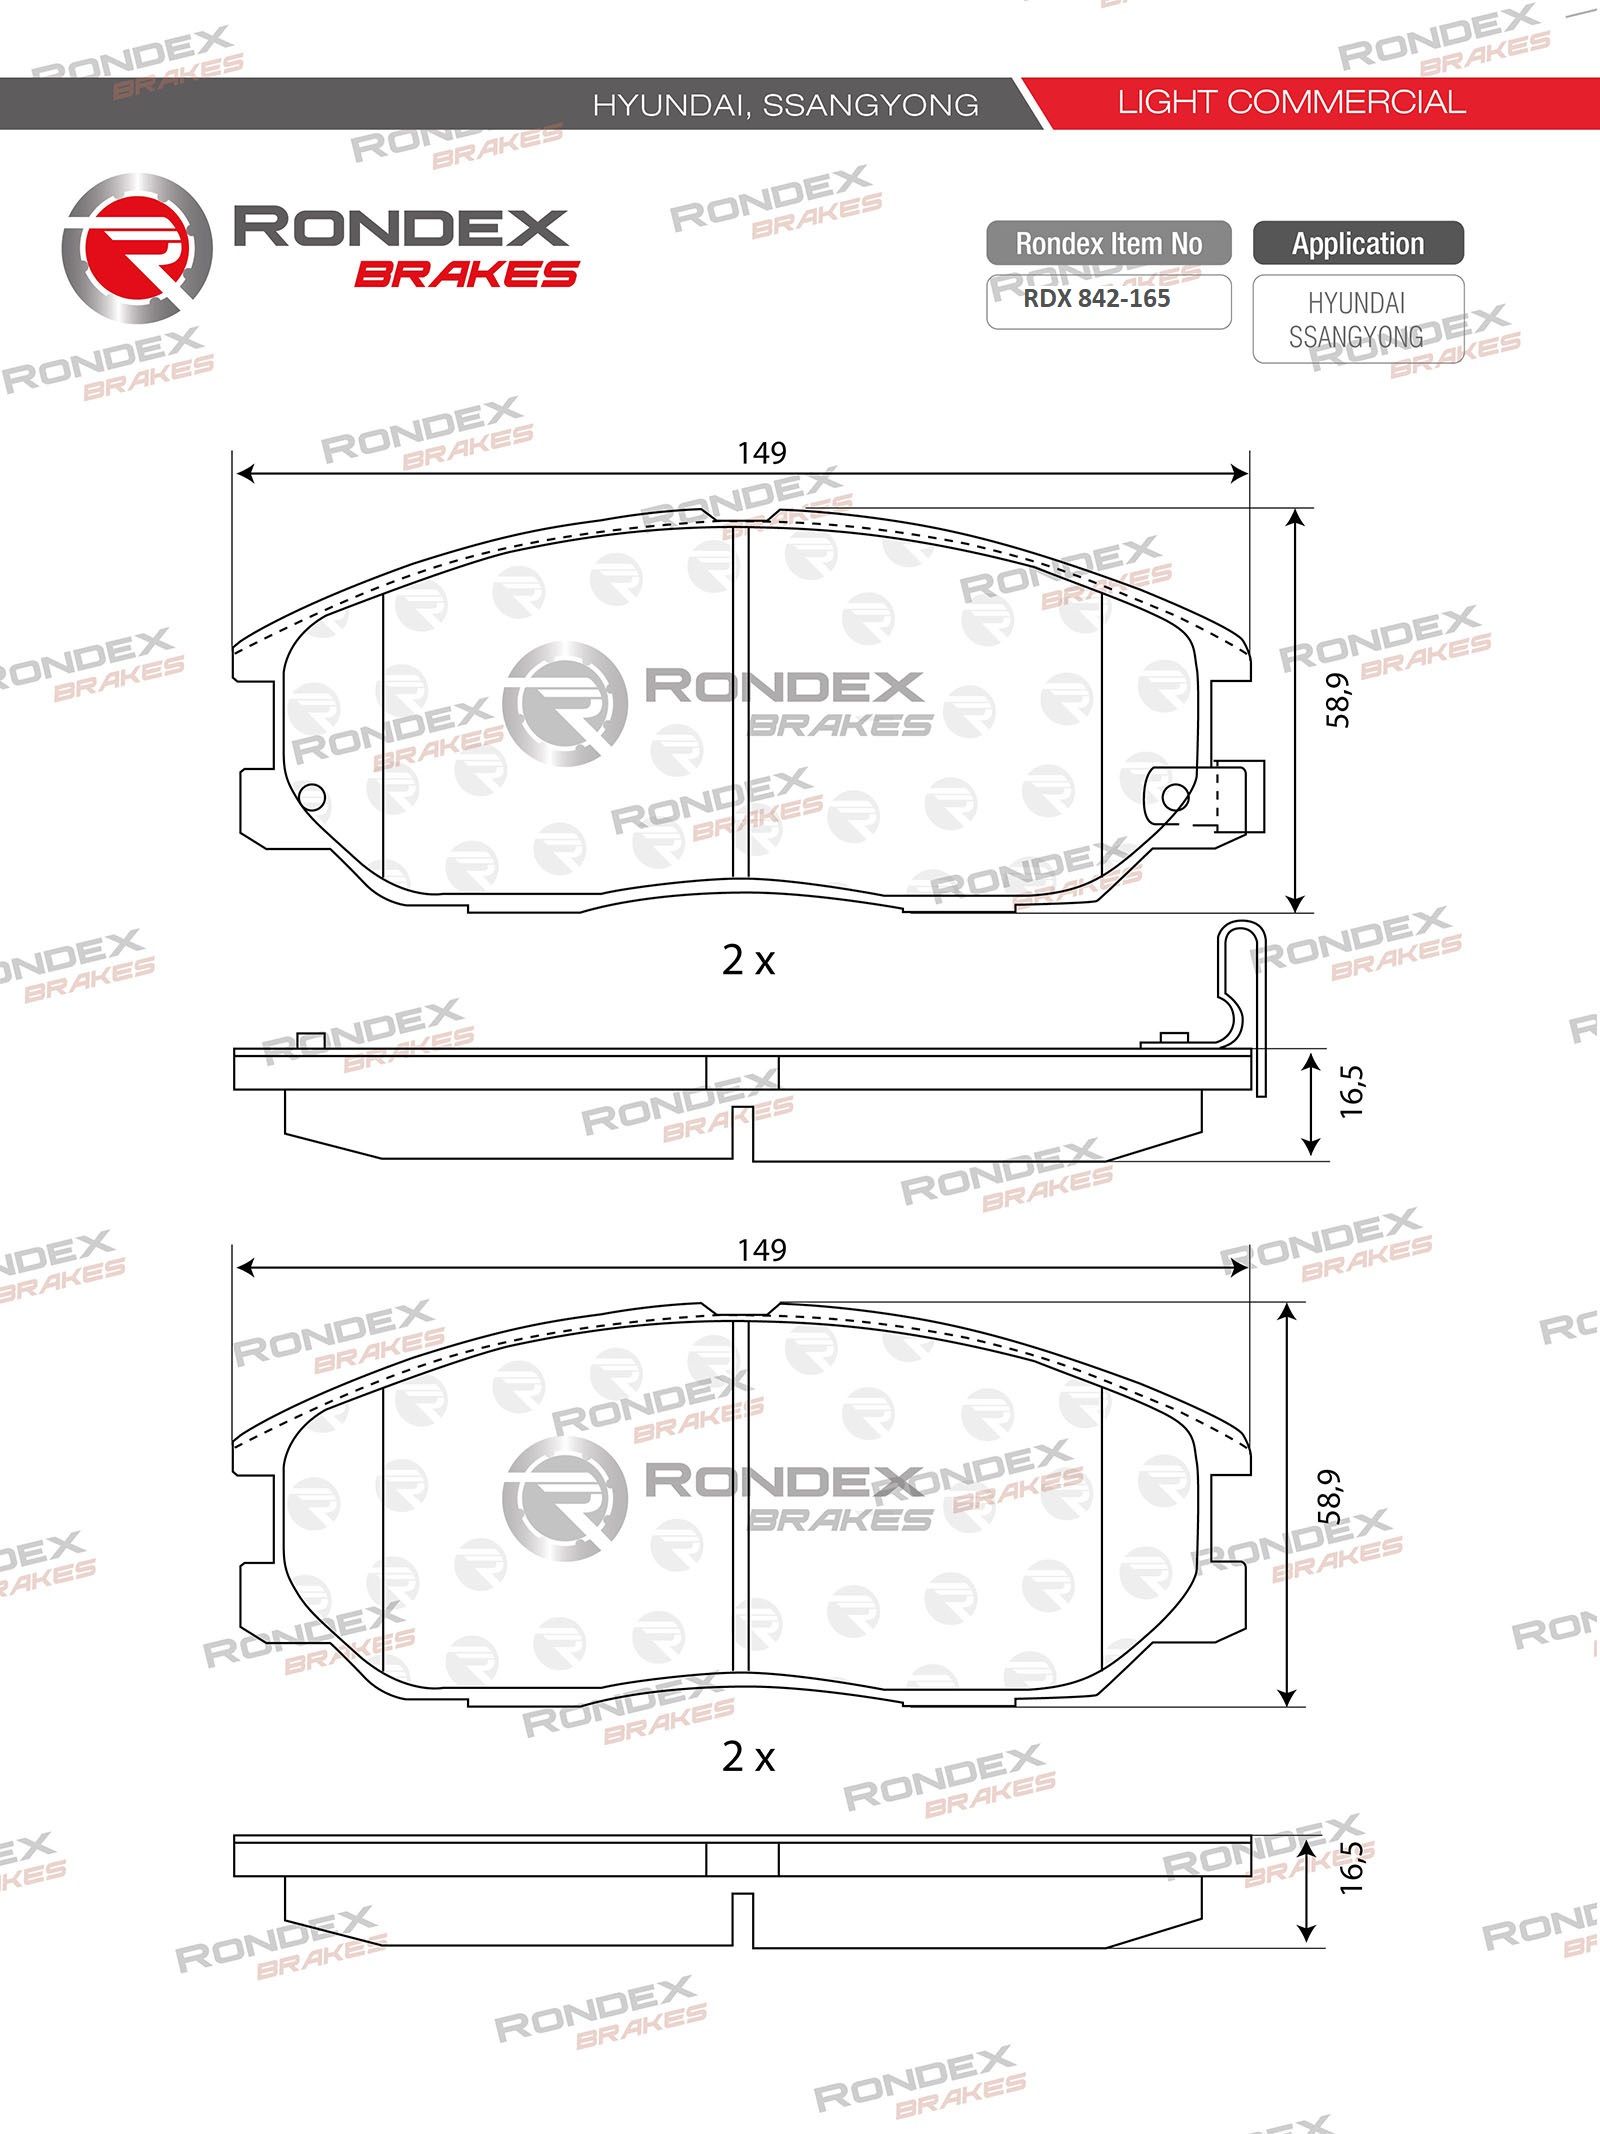 HYUNDAI, SSANGYONG
LIGHT COMMERCIAL
RONDEX
BRAKES
Rondex Item No
Application
RDX 842-165
HYUNDAI
SSANGYONG
149
58,9
RONDEX
BRAKES
2 x
16,5
149
58,9
RONDEX
BRAKES
2 x
16,5